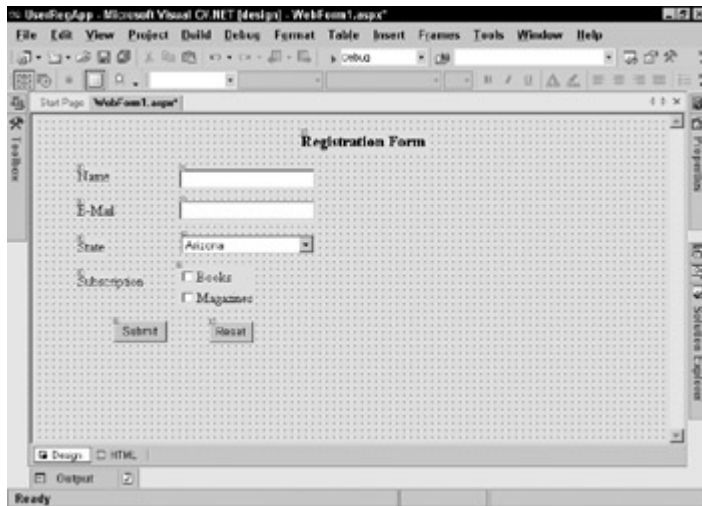 UserRegApp - Microsoft Visual C#.NET [design] - WebForm1.aspx*
File Edit View Project Build Debug Format Table Insert Frames Tools Window Help
Debug
Start Page WebForm1.aspx*
Toolbox
Properties
Solution Explorer
Registration Form
Name
E-Mail
State Arizona
Subscription Books
Magazines
Submit Reset
Design HTML
Output
Ready